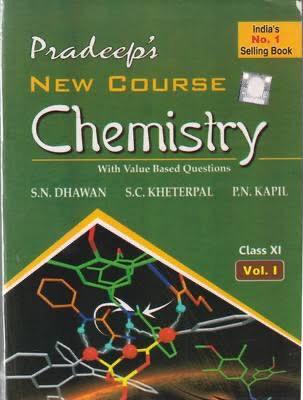 India's
No. 1
Selling Book
Pradeep's
NEW COURSE
Chemistry
With Value Based Questions
S.N. DHAWAN S.C. KHETERPAL P.N. KAPIL
Class XI
Vol. I